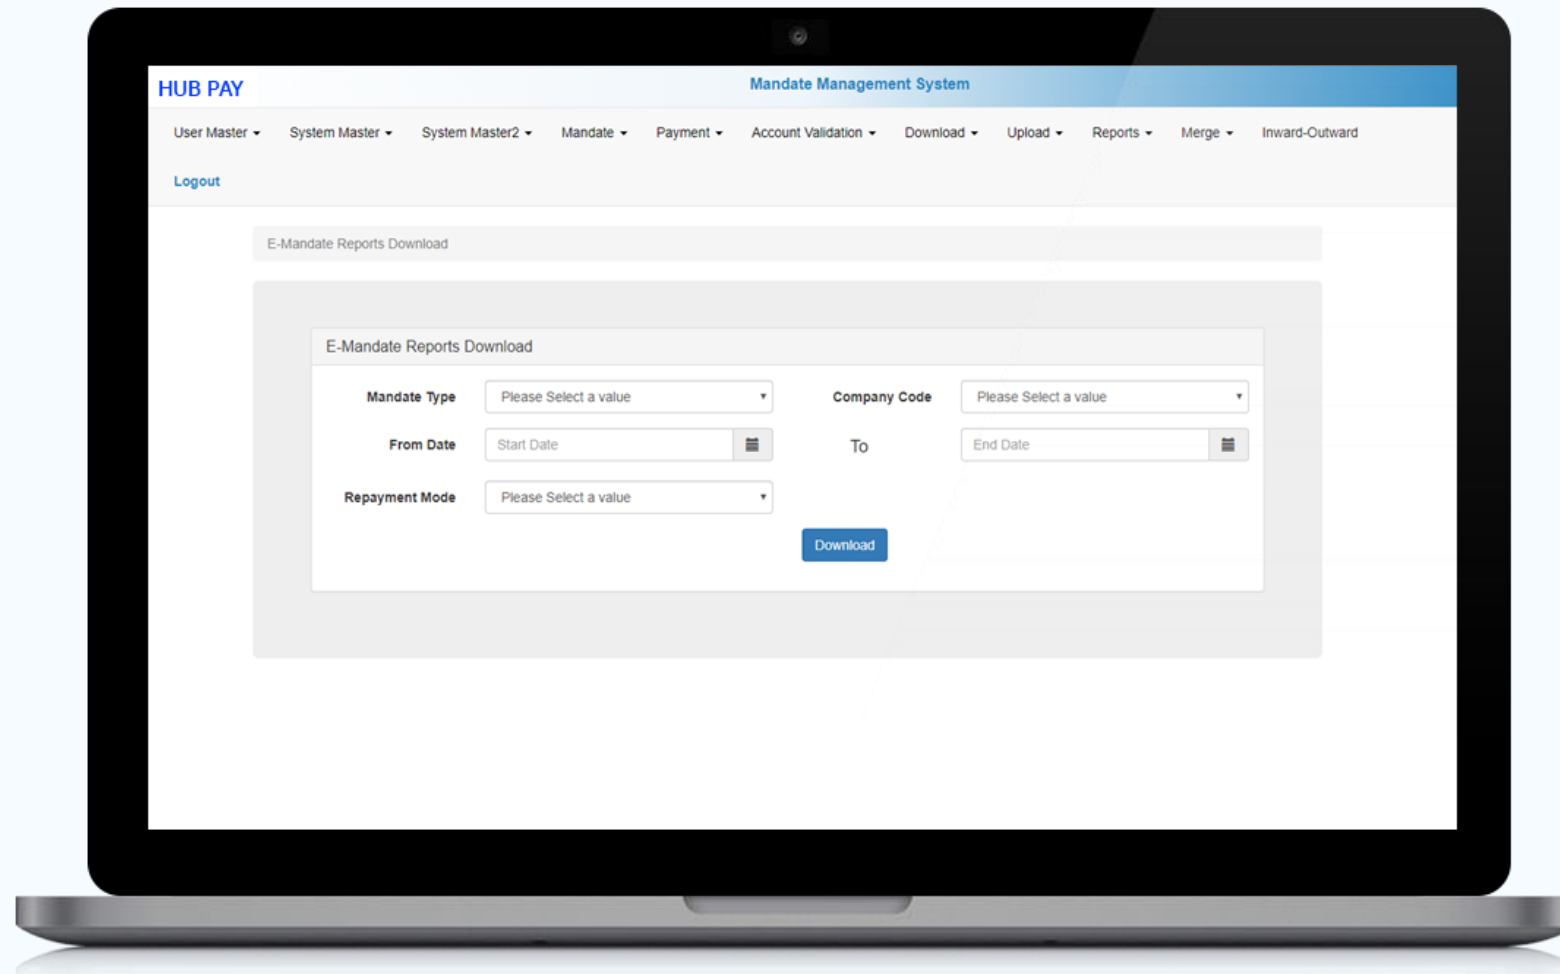 HUB PAY
Mandate Management System
User Master System Master System Master2 Mandate Payment Account Validation Download Upload Reports Merge Inward-Outward
Logout
E-Mandate Reports Download
E-Mandate Reports Download
Mandate Type Please Select a value Company Code Please Select a value
From Date Start Date To End Date
Repayment Mode Please Select a value
Download